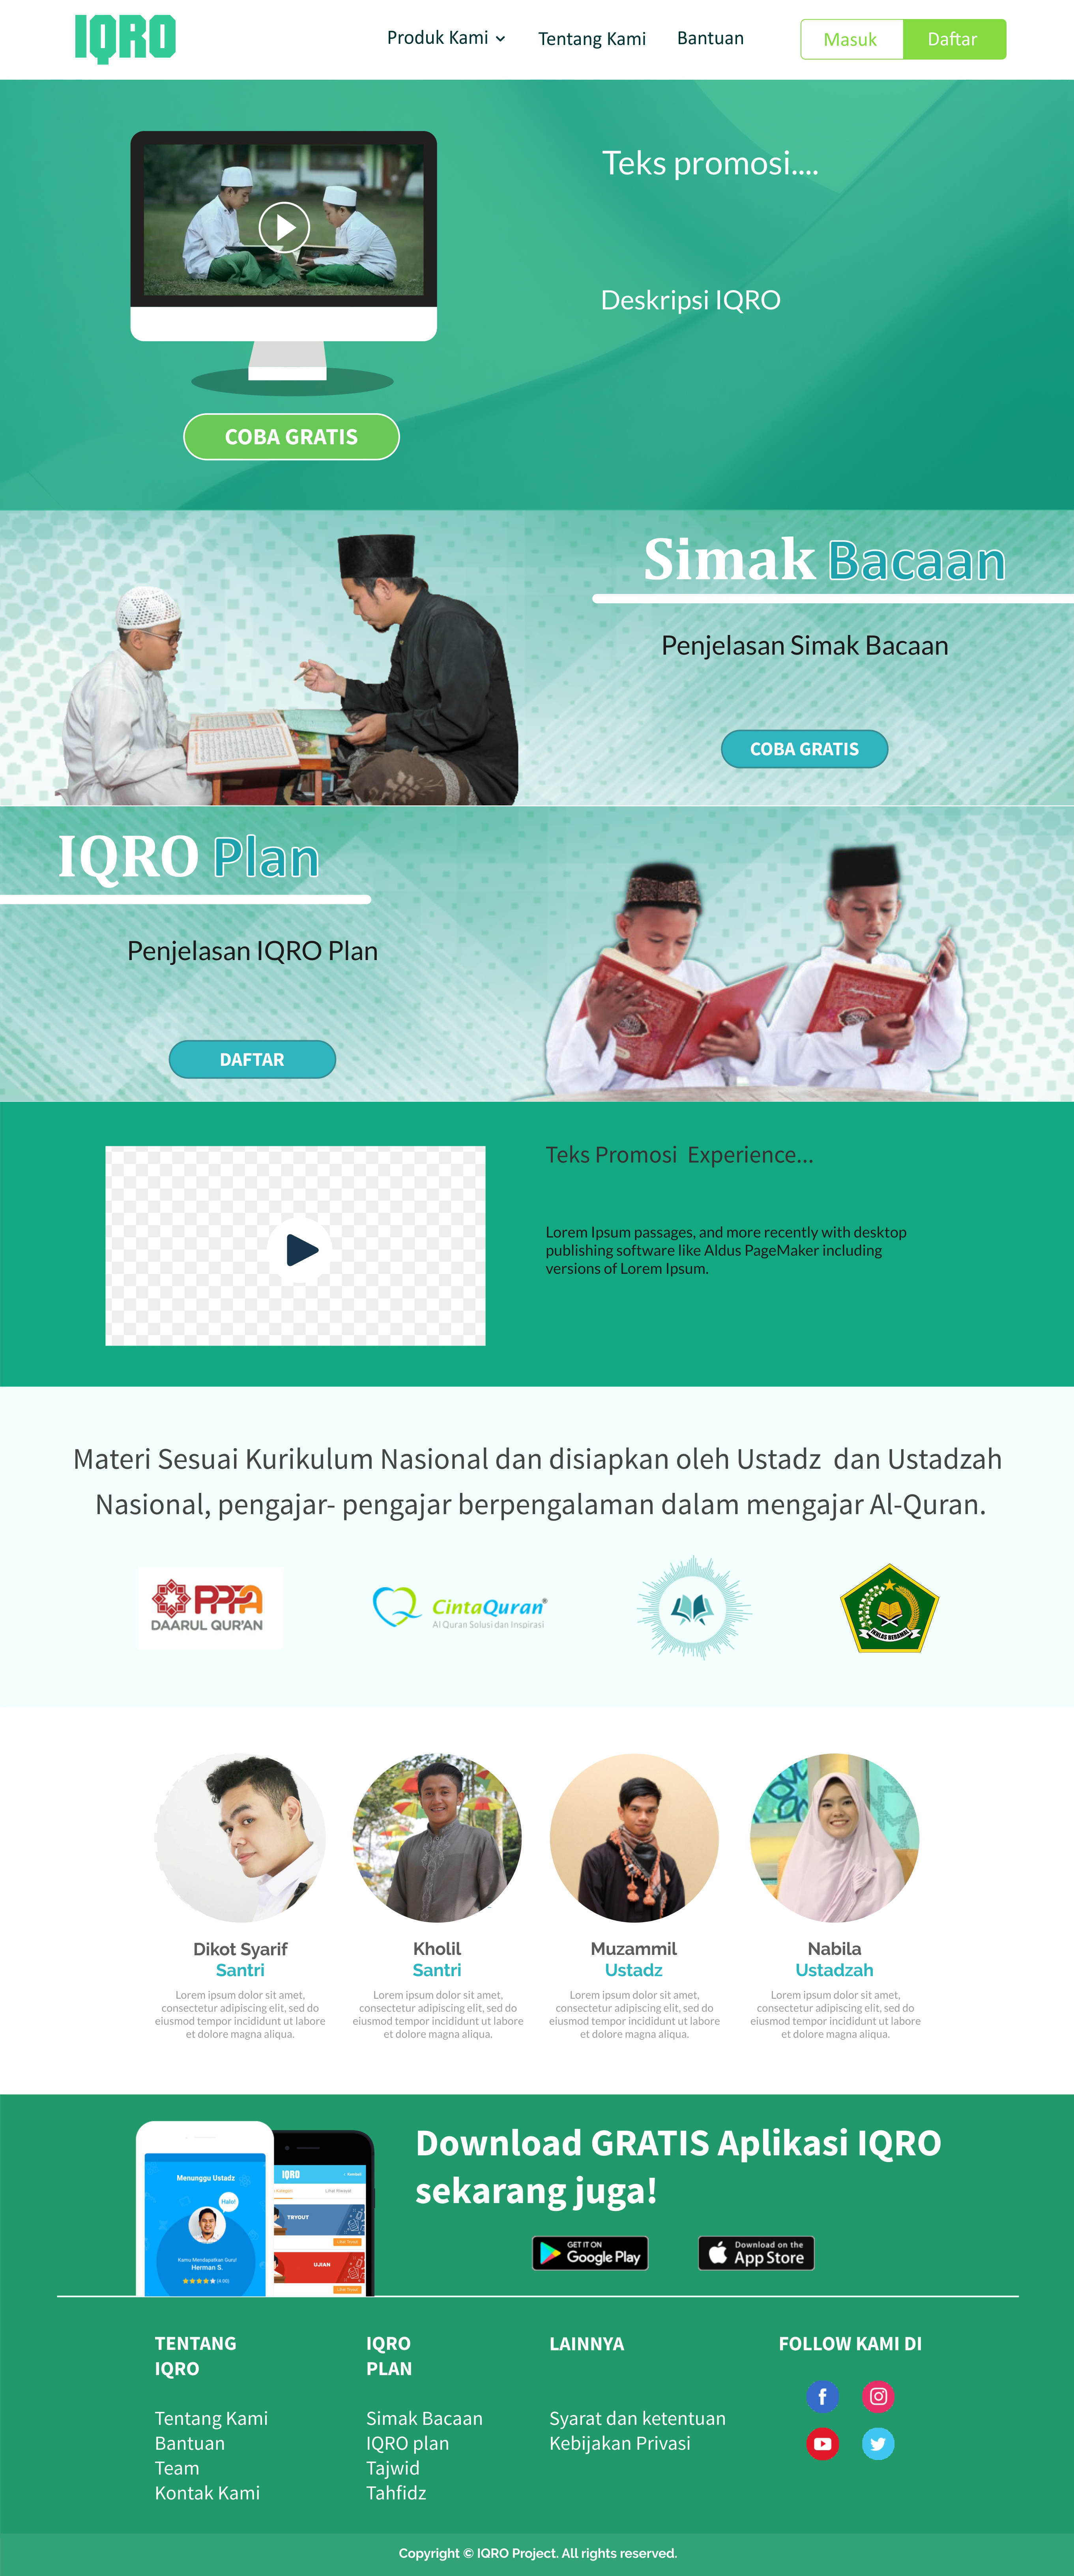 IQRO
Produk Kami
Tentang Kami
Bantuan
Masuk
Daftar
Teks promosi....
Deskripsi IQRO
COBA GRATIS
Simak Bacaan
Penjelasan Simak Bacaan
COBA GRATIS
IQRO Plan
Penjelasan IQRO Plan
DAFTAR
Teks Promosi Experience...
Lorem Ipsum passages, and more recently with desktop
publishing software like Aldus PageMaker including
versions of Lorem Ipsum.
Materi Sesuai Kurikulum Nasional dan disiapkan oleh Ustadz dan Ustadzah
Nasional, pengajar- pengajar berpengalaman dalam mengajar Al-Quran.
PPPA
DAARUL QUR'AN
CintaQuran®
Al Quran Solusi dan Inspirasi
IKHLAS BERAMAL
Dikot Syarif
Santri
Lorem ipsum dolor sit amet,
consectetur adipiscing elit, sed do
eiusmod tempor incididunt ut labore
et dolore magna aliqua.
Kholil
Santri
Lorem ipsum dolor sit amet,
consectetur adipiscing elit, sed do
eiusmod tempor incididunt ut labore
et dolore magna aliqua.
Muzammil
Ustadz
Lorem ipsum dolor sit amet,
consectetur adipiscing elit, sed do
eiusmod tempor incididunt ut labore
et dolore magna aliqua.
Nabila
Ustadzah
Lorem ipsum dolor sit amet,
consectetur adipiscing elit, sed do
eiusmod tempor incididunt ut labore
et dolore magna aliqua.
Menunggu Ustadz
Halo!
Kamu Mendapatkan Guru!
Herman S.
(4.00)
IQRO
TRYOUT
UJIAN
Download GRATIS Aplikasi IQRO
sekarang juga!
GET IT ON
Google Play
Download on the
App Store
TENTANG
IQRO
Tentang Kami
Bantuan
Team
Kontak Kami
IQRO
PLAN
Simak Bacaan
IQRO plan
Tajwid
Tahfidz
LAINNYA
Syarat dan ketentuan
Kebijakan Privasi
FOLLOW KAMI DI
Copyright © IQRO Project. All rights reserved.